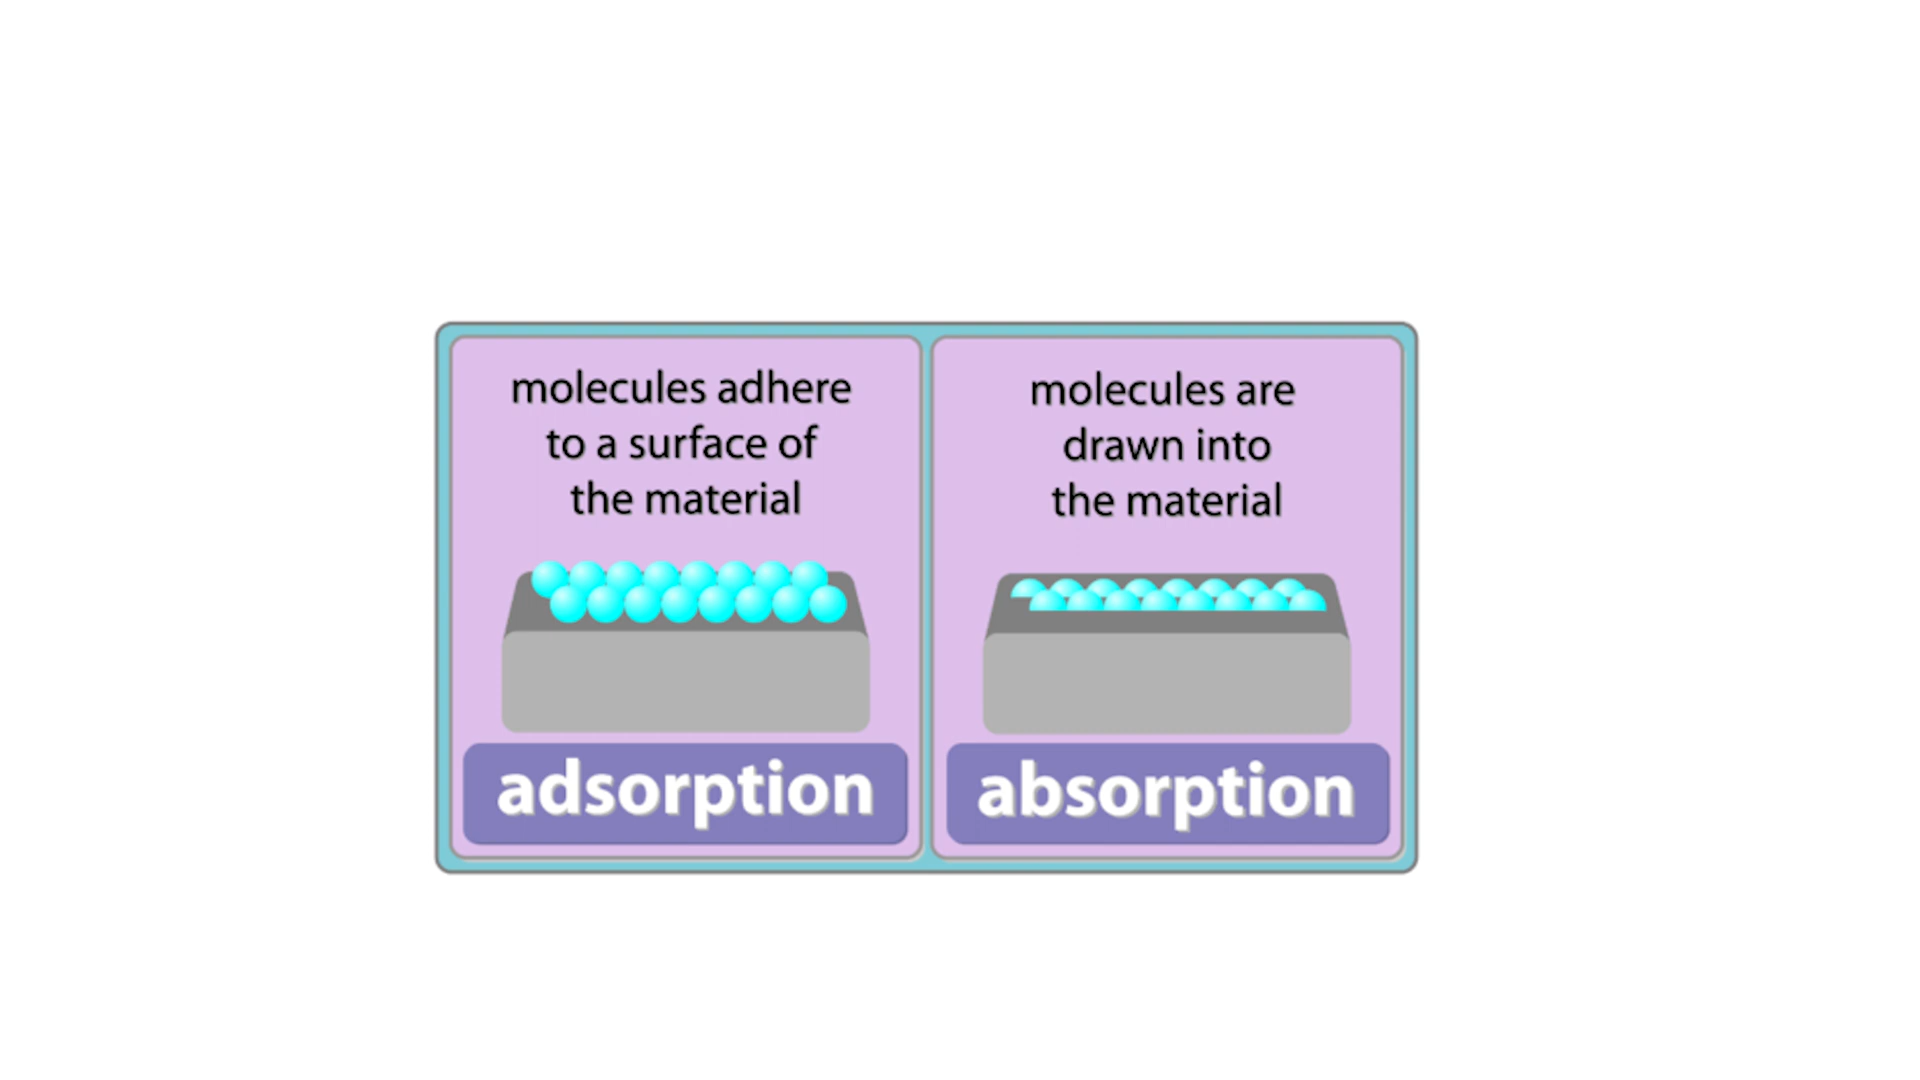 molecules adhere
to a surface of
the material
adsorption
molecules are
drawn into
the material
absorption